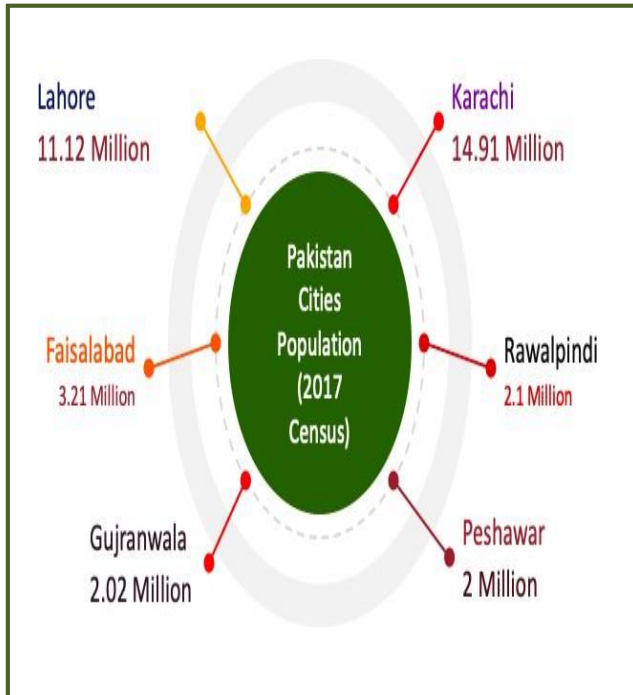 Lahore
11.12 Million
Karachi
14.91 Million
Pakistan
Cities
Population
(2017
Census)
Faisalabad
3.21 Million
Rawalpindi
2.1 Million
Gujranwala
2.02 Million
Peshawar
2 Million